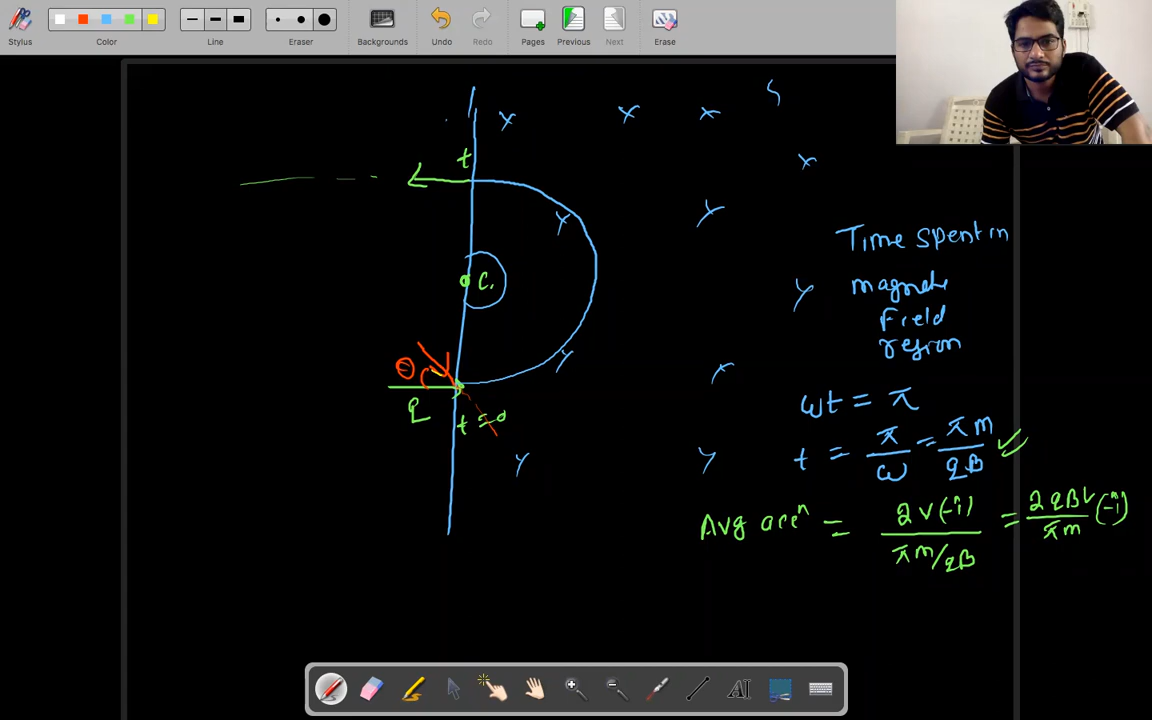 Stylus
Color
Line
Eraser
Backgrounds
Undo
Redo
Pages
Previous
Next
Erase
t
C.
θ
q
t = 0
Time spent in
magnetic
Field
region
ωt = π
t = π/ω = πm/qB
Avg accⁿ = 2v(-î)/(πm/qB) = 2qBv/πm (-î)